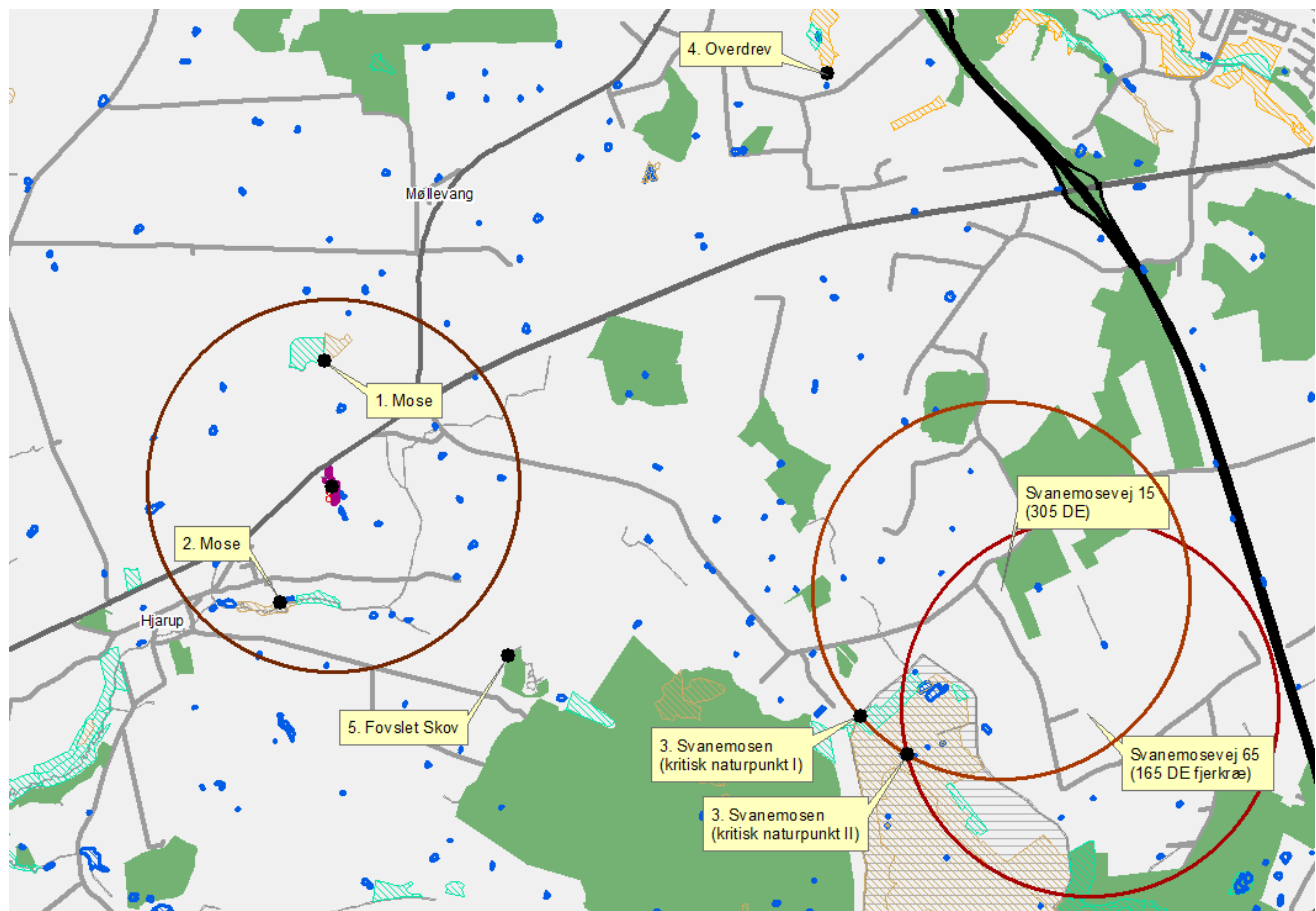 4. Overdrev
Møllevang
1. Mose
Svanemosevej 15
(305 DE)
2. Mose
Hjarup
5. Fovslet Skov
3. Svanemosen
(kritisk naturpunkt I)
Svanemosevej 65
(165 DE fjerkræ)
3. Svanemosen
(kritisk naturpunkt II)